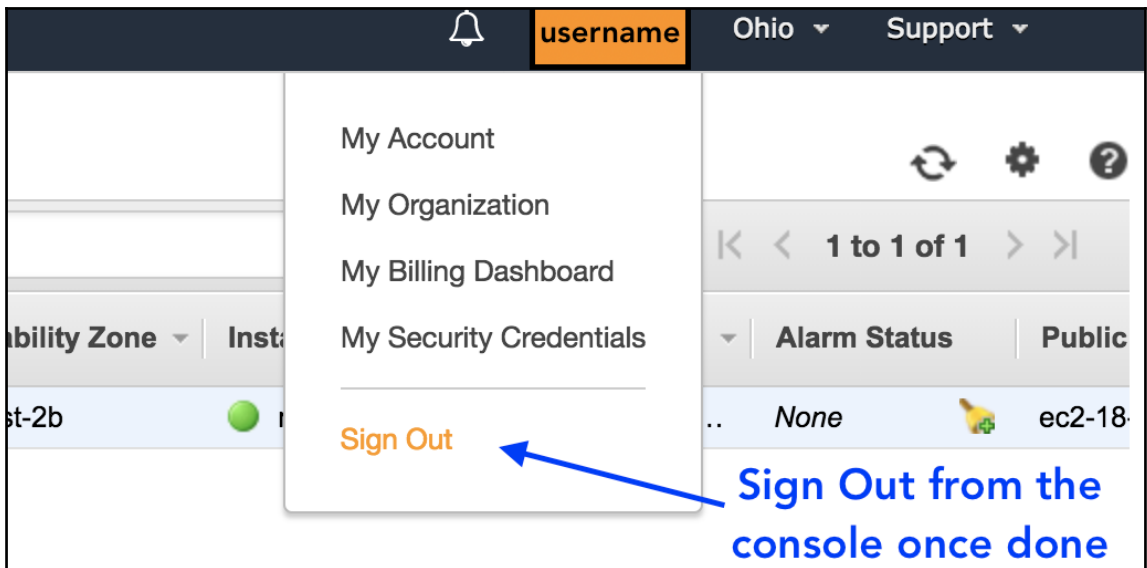 username Ohio Support
My Account
My Organization
1 to 1 of 1
My Billing Dashboard
My Security Credentials
ability Zone Insta Alarm Status Public
st-2b r .. None ec2-18-
Sign Out
Sign Out from the
console once done